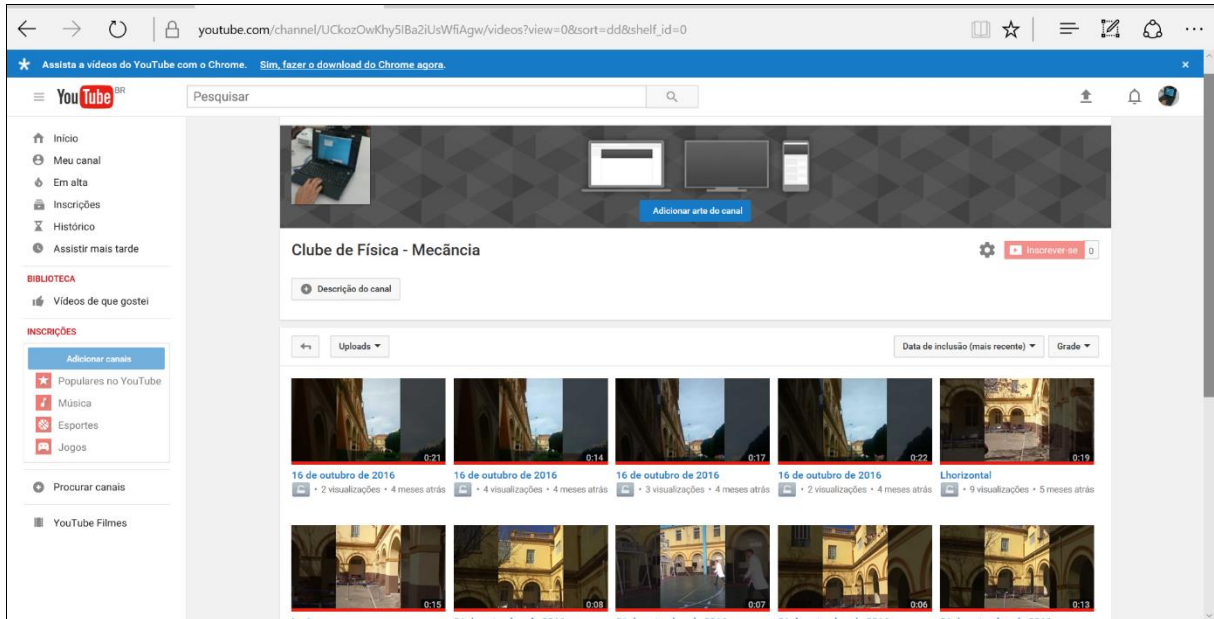 youtube.com/channel/UCkozOwKhy5IBa2iUsWfiAgw/videos?view=0&sort=dd&shelf_id=0
Assista a vídeos do YouTube com o Chrome. Sim, fazer o download do Chrome agora.
YouTube BR
Pesquisar
Início
Meu canal
Em alta
Inscrições
Histórico
Assistir mais tarde
BIBLIOTECA
Vídeos de que gostei
INSCRIÇÕES
Adicionar canais
Populares no YouTube
Música
Esportes
Jogos
Procurar canais
YouTube Filmes
Adicionar arte do canal
Clube de Física - Mecância
Inscrever-se 0
Descrição do canal
Uploads
Data de inclusão (mais recente) Grade
0:21 0:14 0:17 0:22 0:19
16 de outubro de 2016 16 de outubro de 2016 16 de outubro de 2016 16 de outubro de 2016 Lhorizontal
• 2 visualizações • 4 meses atrás • 4 visualizações • 4 meses atrás • 3 visualizações • 4 meses atrás • 2 visualizações • 4 meses atrás • 9 visualizações • 5 meses atrás
0:15 0:08 0:07 0:06 0:13